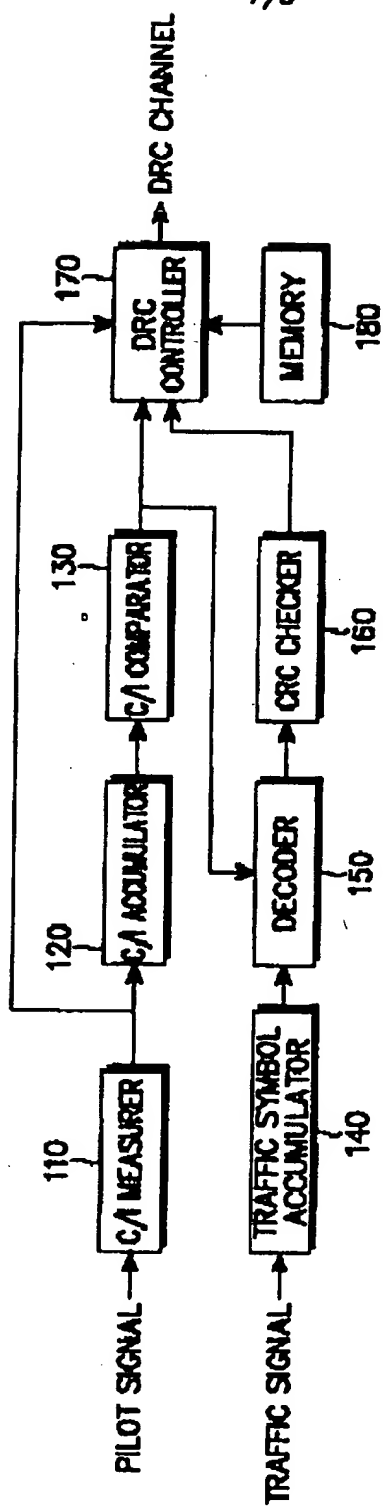 PILOT SIGNAL
110
C/I MEASURER
120
C/I ACCUMULATOR
130
C/I COMPARATOR
170
DRC
CONTROLLER
DRC CHANNEL
MEMORY
180
TRAFFIC SIGNAL
TRAFFIC SYMBOL
ACCUMULATOR
140
DECODER
150
CRC CHECKER
160